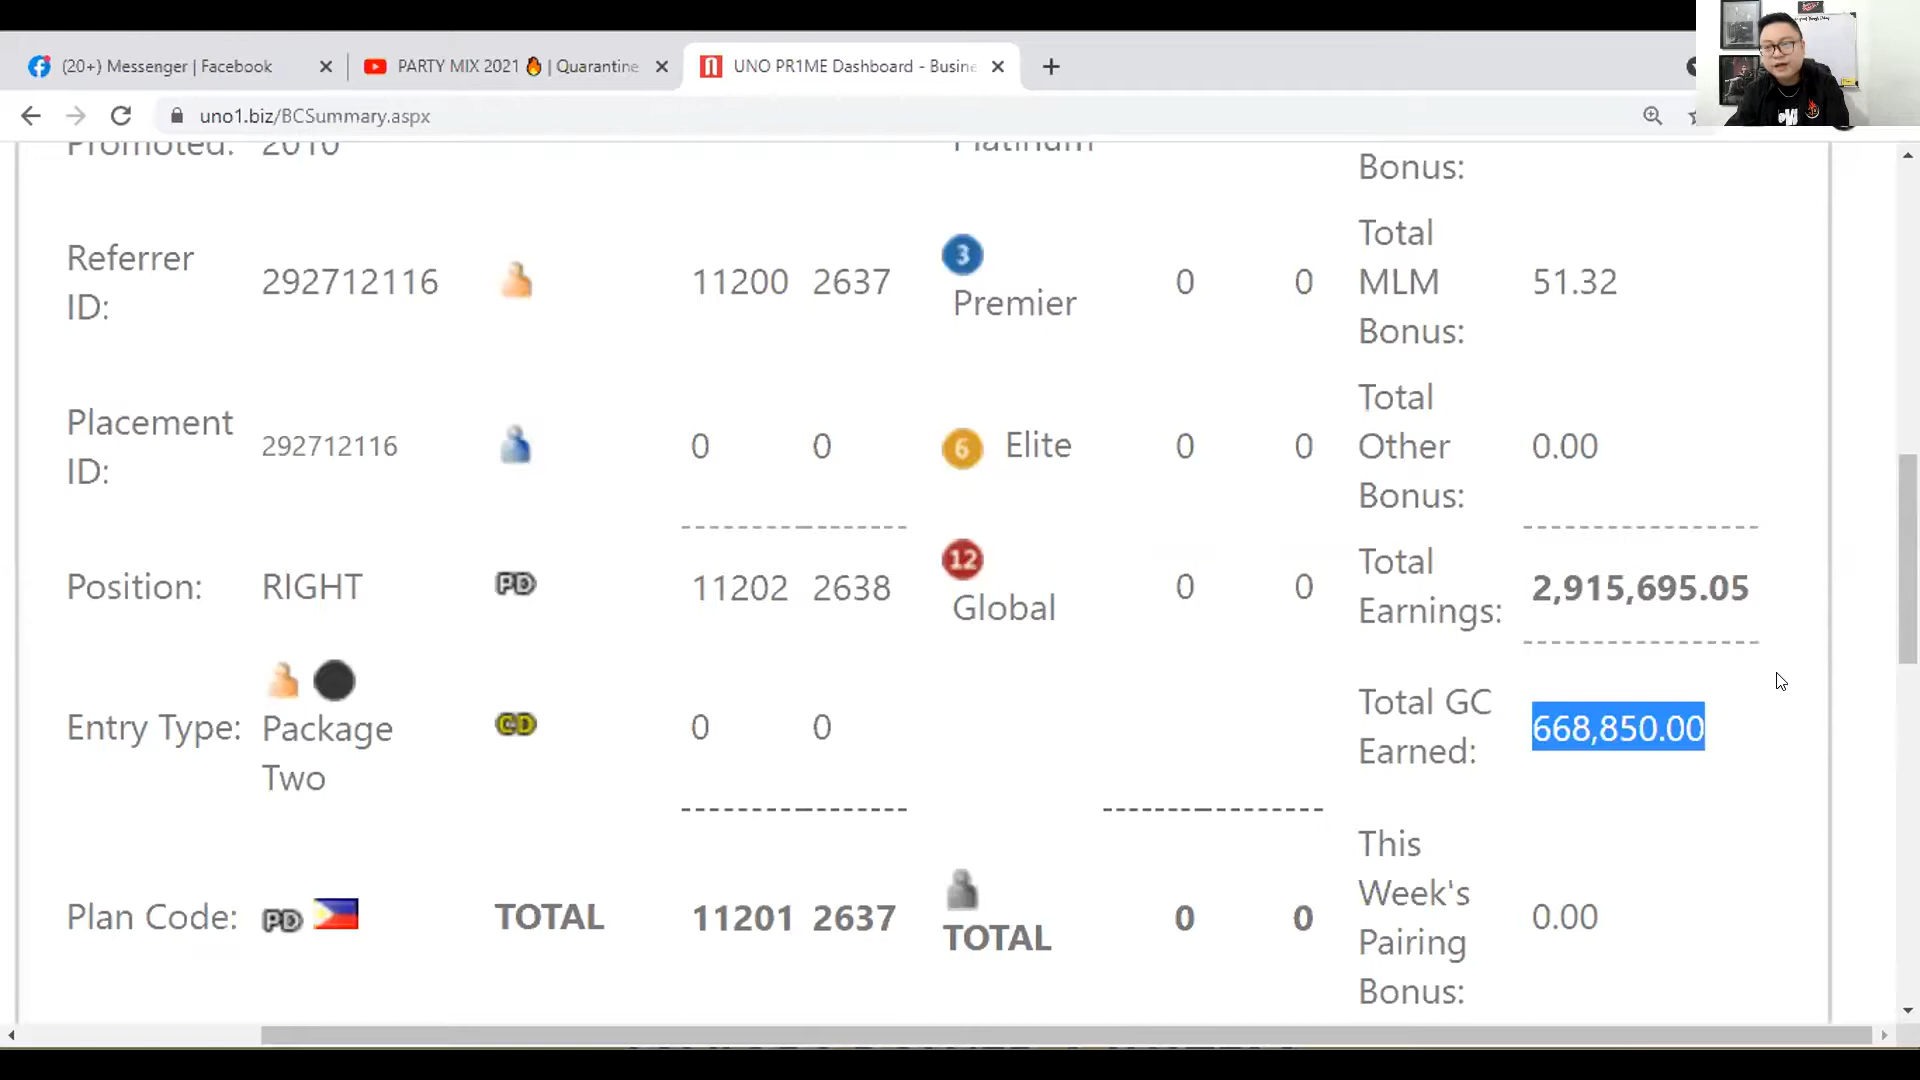 (20+) Messenger | Facebook
PARTY MIX 2021 🔥 | Quarantine
UNO PR1ME Dashboard - Busine
uno1.biz/BCSummary.aspx
Promoted: 2010
Platinum
Bonus:
Referrer ID: 292712116
11200 2637
3 Premier 0 0
Total MLM Bonus: 51.32
Placement ID: 292712116
0 0
6 Elite 0 0
Total Other Bonus: 0.00
Position: RIGHT
PD 11202 2638
12 Global 0 0
Total Earnings: 2,915,695.05
Entry Type: Package Two
CD 0 0
Total GC Earned: 668,850.00
Plan Code: PD
TOTAL 11201 2637
TOTAL 0 0
This Week's Pairing Bonus: 0.00